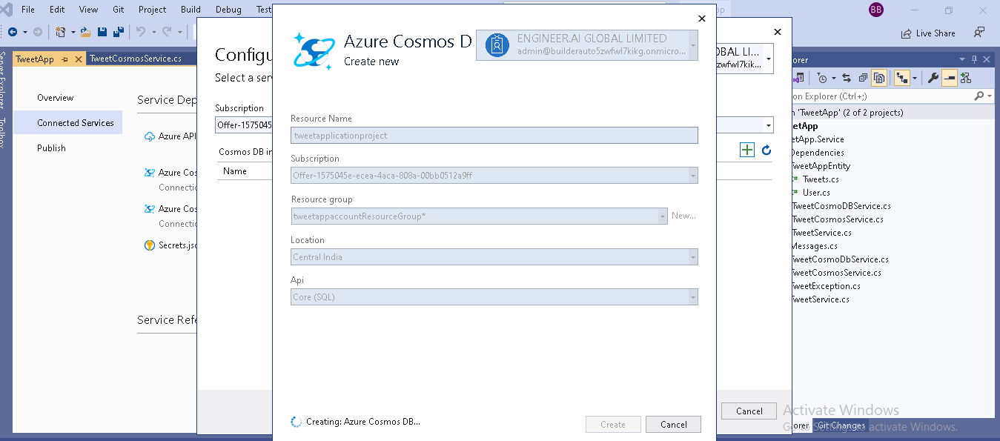 File Edit View Git Project Build Debug Test
BB
Live Share
TweetApp
TweetCosmosService.cs
Server Explorer
Toolbox
Overview
Connected Services
Publish
Service Dep
Azure API
Azure Cos
Connectio
Azure Cos
Connectio
Secrets.jso
Service Refe
Configu
Select a ser
Subscription
Offer-1575045
Cosmos DB in
Name
OBAL LI...
zwfwl7kik...
Cancel
Azure Cosmos D
Create new
ENGINEER.AI GLOBAL LIMITED
admin@builderauto5zwfwl7kikg.onmicro...
Resource Name
tweetapplicationproject
Subscription
Offer-1575045e-ecea-4aca-808a-00bb0512a9ff
Resource group
tweetappaccountResourceGroup*
New...
Location
Central India
Api
Core (SQL)
Creating: Azure Cosmos DB...
Create
Cancel
orer
on Explorer (Ctrl+;)
n 'TweetApp' (2 of 2 projects)
etApp
etApp.Service
Dependencies
TweetAppEntity
Tweets.cs
User.cs
TweetCosmoDBService.cs
TweetCosmosService.cs
TweetService.cs
Messages.cs
TweetCosmoDbService.cs
TweetCosmosService.cs
TweetException.cs
TweetService.cs
Activate Windows
Go to Settings to activate Windows.
orer
Git Changes